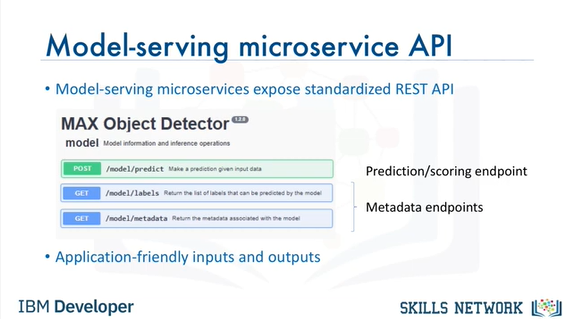 Model-serving microservice API
• Model-serving microservices expose standardized REST API
MAX Object Detector 1.2.0
model Model information and inference operations
POST /model/predict Make a prediction given input data
Prediction/scoring endpoint
GET /model/labels Return the list of labels that can be predicted by the model
GET /model/metadata Return the metadata associated with the model
Metadata endpoints
• Application-friendly inputs and outputs
IBM Developer
SKILLS NETWORK